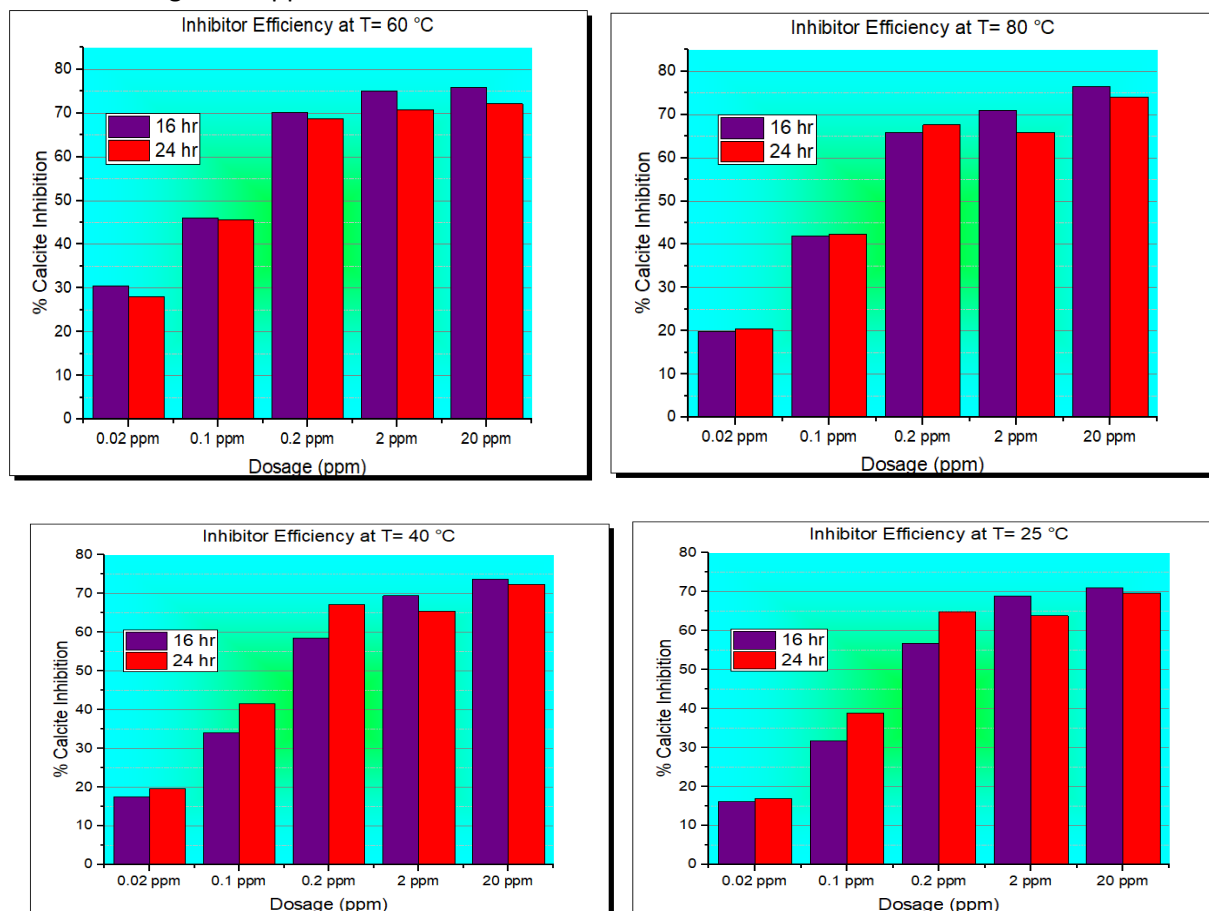 Inhibitor Efficiency at T= 60 °C
% Calcite Inhibition
80
70
60
50
40
30
20
10
0
16 hr
24 hr
0.02 ppm 0.1 ppm 0.2 ppm 2 ppm 20 ppm
Dosage (ppm)
Inhibitor Efficiency at T= 80 °C
% Calcite Inhibition
80
70
60
50
40
30
20
10
0
16 hr
24 hr
0.02 ppm 0.1 ppm 0.2 ppm 2 ppm 20 ppm
Dosage (ppm)
Inhibitor Efficiency at T= 40 °C
% Calcite Inhibition
80
70
60
50
40
30
20
10
0
16 hr
24 hr
0.02 ppm 0.1 ppm 0.2 ppm 2 ppm 20 ppm
Dosage (ppm)
Inhibitor Efficiency at T= 25 °C
% Calcite Inhibition
80
70
60
50
40
30
20
10
0
16 hr
24 hr
0.02 ppm 0.1 ppm 0.2 ppm 2 ppm 20 ppm
Dosage (ppm)